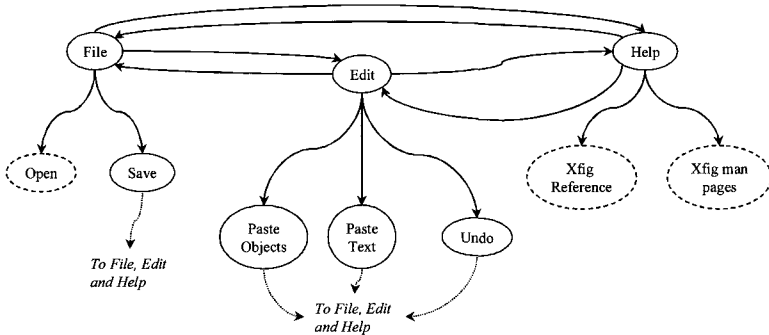 File
Help
Edit
Open
Save
Xfig
Reference
Xfig man
pages
Paste
Objects
Paste
Text
Undo
To File, Edit
and Help
To File, Edit
and Help